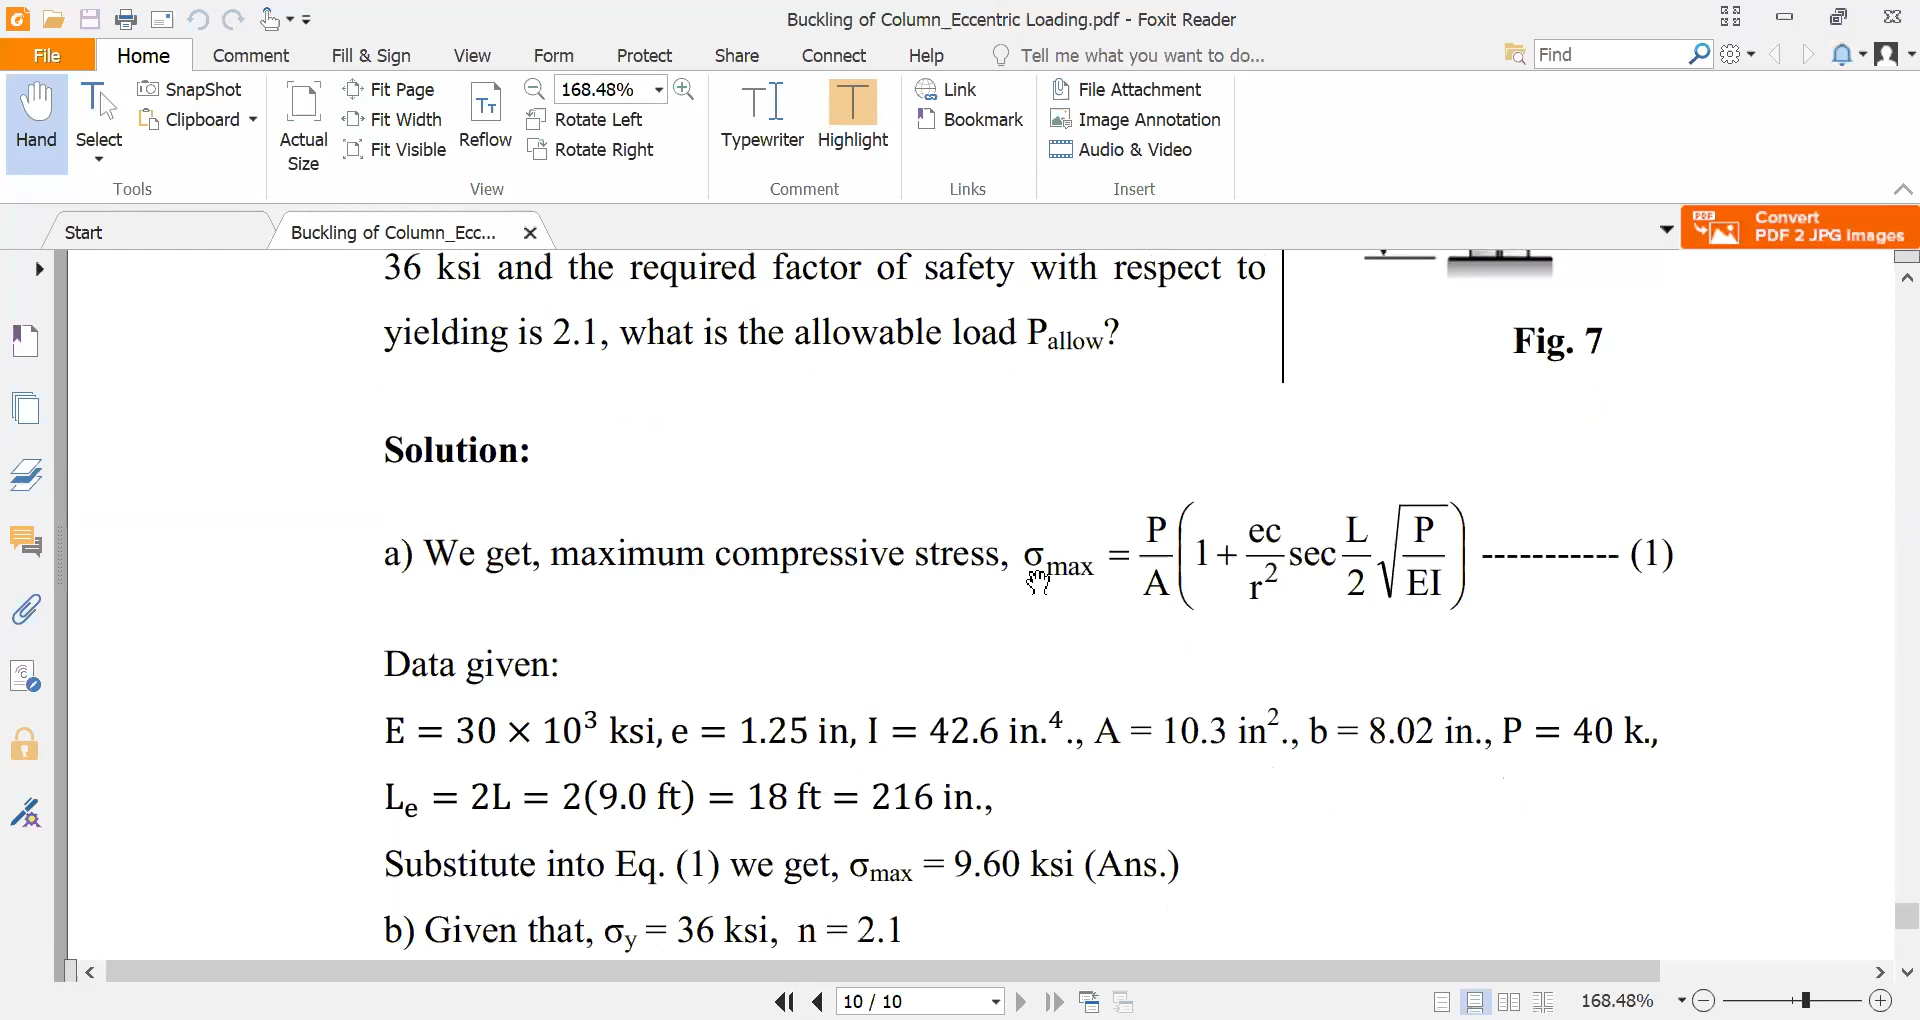 Buckling of Column_Eccentric Loading.pdf - Foxit Reader
File Home Comment Fill & Sign View Form Protect Share Connect Help Tell me what you want to do... Find
Hand Select SnapShot Clipboard Actual Size Fit Page Fit Width Fit Visible Reflow 168.48% Rotate Left Rotate Right Typewriter Highlight Link Bookmark File Attachment Image Annotation Audio & Video
Tools View Comment Links Insert
Start Buckling of Column_Ecc... PDF Convert PDF 2 JPG Images
36 ksi and the required factor of safety with respect to
yielding is 2.1, what is the allowable load Pallow?
Fig. 7
Solution:
a) We get, maximum compressive stress, σmax = P/A (1 + ec/r² sec L/2 √(P/EI)) ----------- (1)
Data given:
E = 30 × 10³ ksi, e = 1.25 in, I = 42.6 in.⁴., A = 10.3 in²., b = 8.02 in., P = 40 k.,
Le = 2L = 2(9.0 ft) = 18 ft = 216 in.,
Substitute into Eq. (1) we get, σmax = 9.60 ksi (Ans.)
b) Given that, σy = 36 ksi, n = 2.1
10 / 10 168.48%